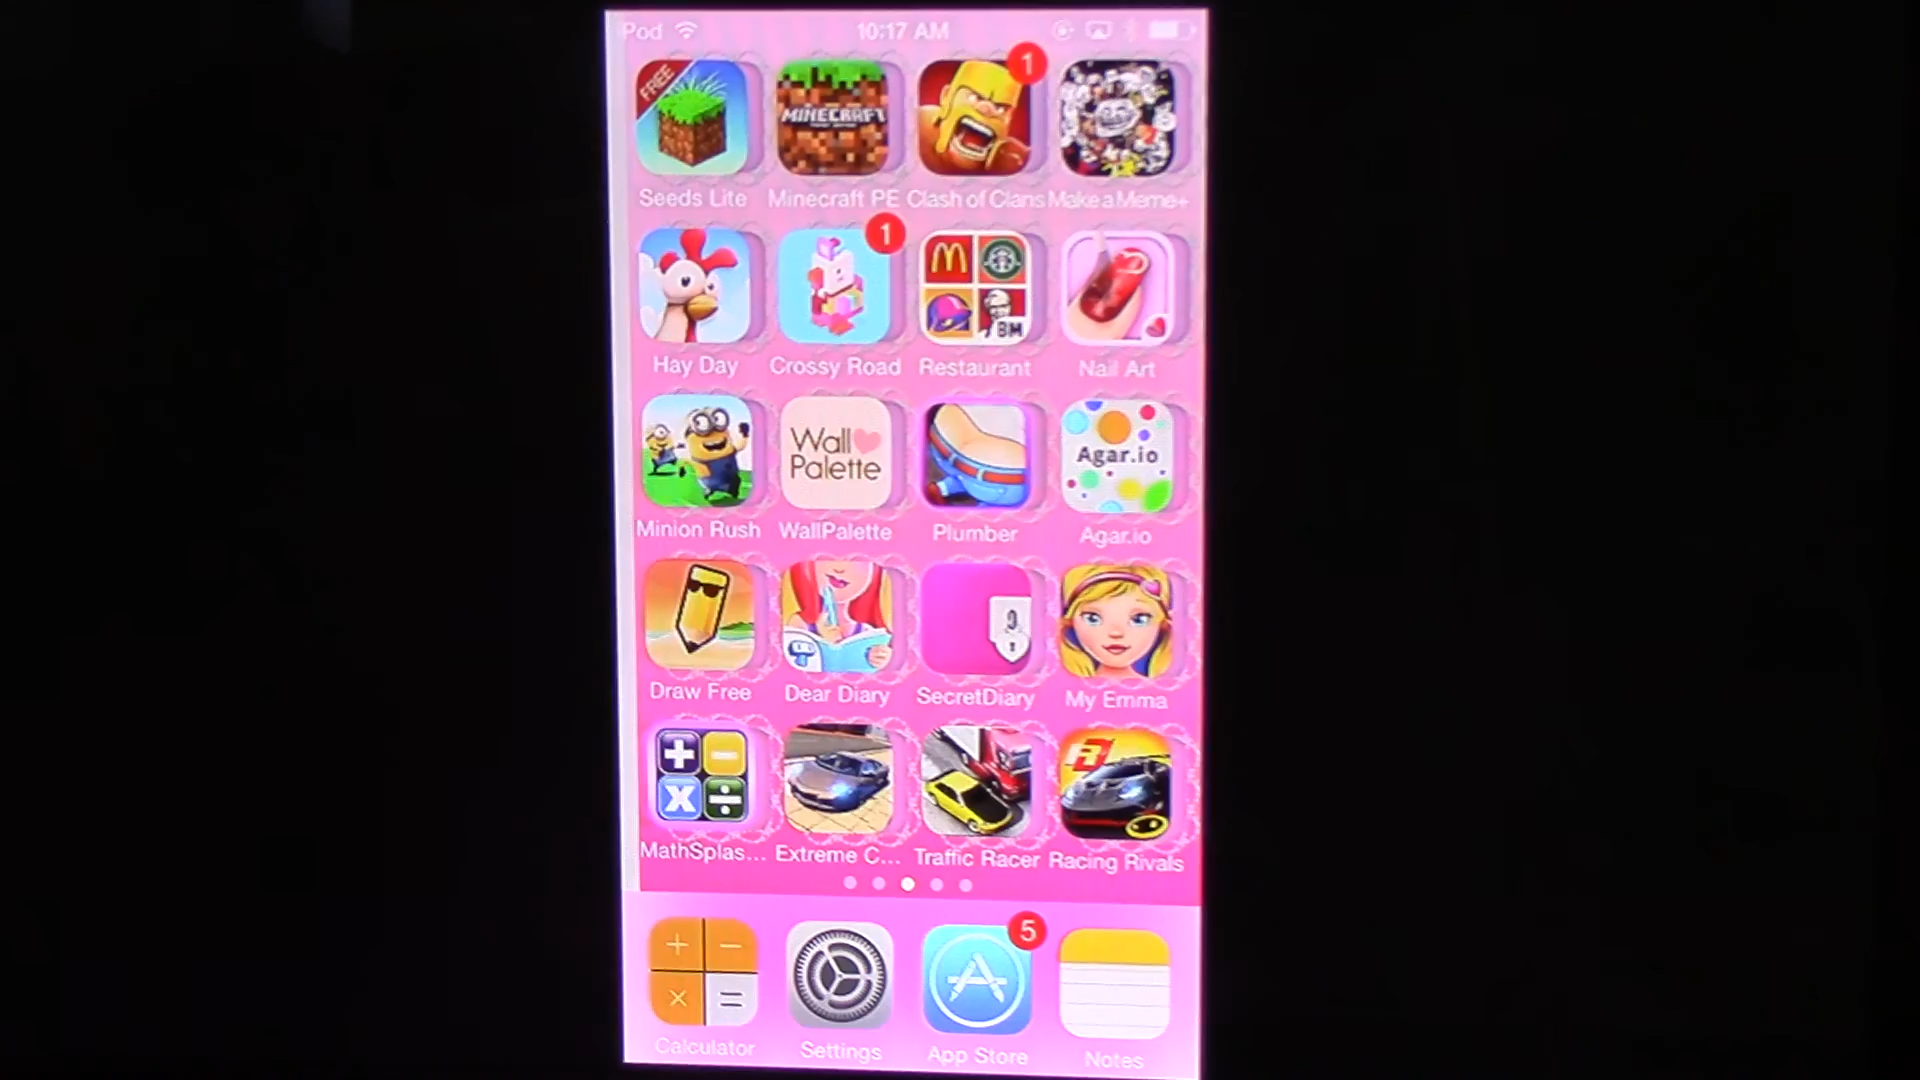 Pod 10:17 AM
1
FREE MINECRAFT
Seeds Lite Minecraft PE Clash of Clans Make a Meme+
1
BM
Hay Day Crossy Road Restaurant Nail Art
Wall
Palette
Agar.io
Minion Rush WallPalette Plumber Agar.io
Draw Free Dear Diary SecretDiary My Emma
+ −
x ÷
MathSplas... Extreme C... Traffic Racer Racing Rivals
5
+ −
× =
Calculator Settings App Store Notes